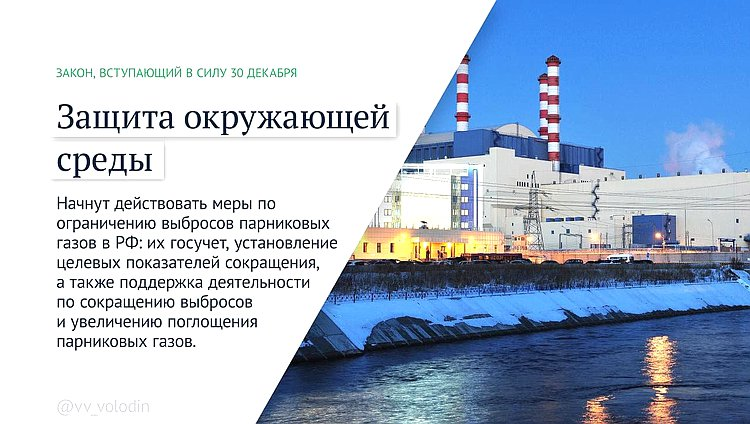 ЗАКОН, ВСТУПАЮЩИЙ В СИЛУ 30 ДЕКАБРЯ
Защита окружающей
среды
Начнут действовать меры по
ограничению выбросов парниковых
газов в РФ: их госучет, установление
целевых показателей сокращения,
а также поддержка деятельности
по сокращению выбросов
и увеличению поглощения
парниковых газов.
@vv_volodin